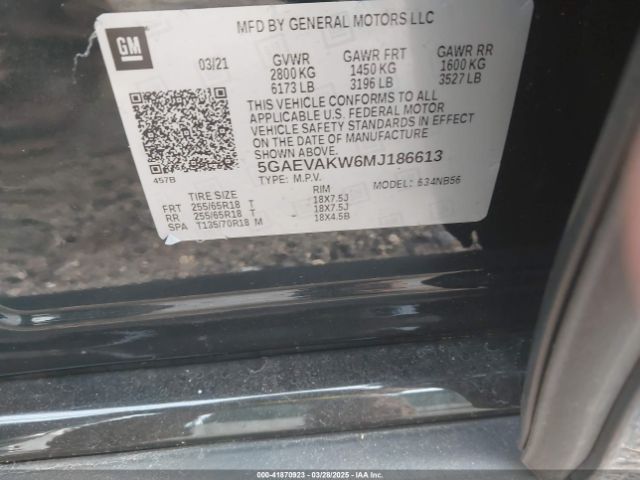 GM
MFD BY GENERAL MOTORS LLC
03/21 GVWR GAWR FRT GAWR RR
2800 KG 1450 KG 1600 KG
6173 LB 3196 LB 3527 LB
THIS VEHICLE CONFORMS TO ALL
APPLICABLE U.S. FEDERAL MOTOR
VEHICLE SAFETY STANDARDS IN EFFECT
ON THE DATE OF MANUFACTURE
SHOWN ABOVE.
457B
5GAEVAKW6MJ186613
TYPE: M.P.V. MODEL: 634NB56
TIRE SIZE RIM
FRT 255/65R18 T 18X7.5J
RR 255/65R18 T 18X7.5J
SPA T135/70R18 M 18X4.5B
00-41870923 | 03/28/2025 - IAA Inc.